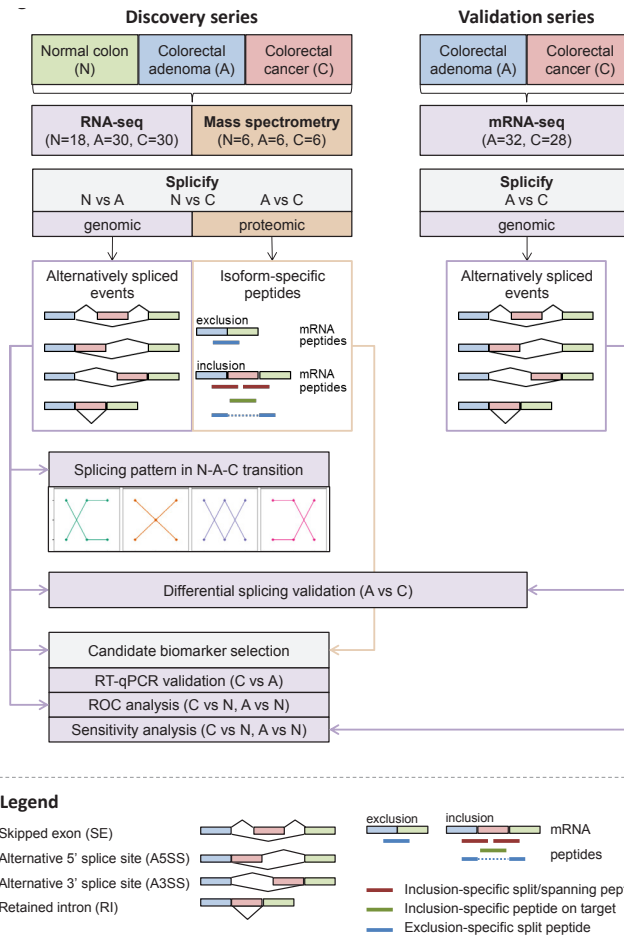 Discovery series
Validation series
Normal colon
(N)
Colorectal
adenoma (A)
Colorectal
cancer (C)
Colorectal
adenoma (A)
Colorectal
cancer (C)
RNA-seq
(N=18, A=30, C=30)
Mass spectrometry
(N=6, A=6, C=6)
mRNA-seq
(A=32, C=28)
Splicify
N vs A N vs C A vs C
genomic proteomic
Splicify
A vs C
genomic
Alternatively spliced
events
Isoform-specific
peptides
exclusion
mRNA
peptides
inclusion
mRNA
peptides
Alternatively spliced
events
Splicing pattern in N-A-C transition
Differential splicing validation (A vs C)
Candidate biomarker selection
RT-qPCR validation (C vs A)
ROC analysis (C vs N, A vs N)
Sensitivity analysis (C vs N, A vs N)
Legend
Skipped exon (SE)
Alternative 5' splice site (A5SS)
Alternative 3' splice site (A3SS)
Retained intron (RI)
exclusion inclusion
mRNA
peptides
Inclusion-specific split/spanning pept
Inclusion-specific peptide on target
Exclusion-specific split peptide